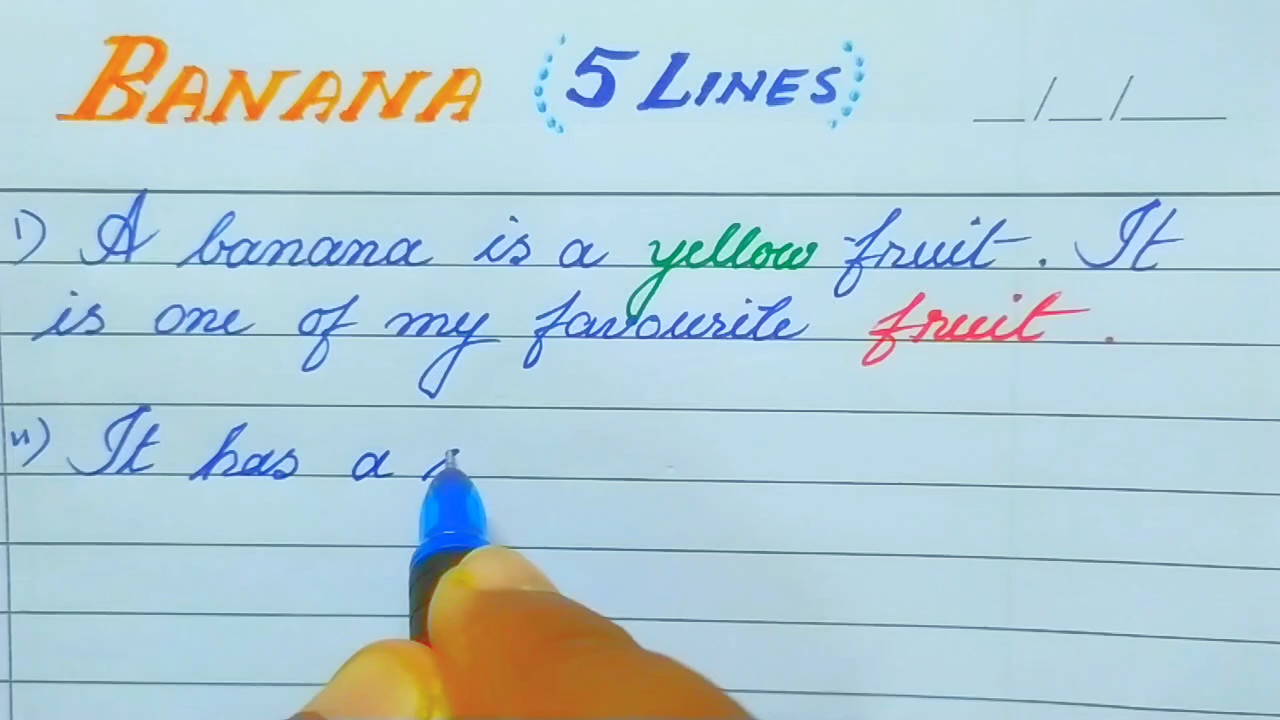 BANANA (5 LINES) __/__/____
1) A banana is a yellow fruit. It
is one of my favourite fruit.
11) It has a